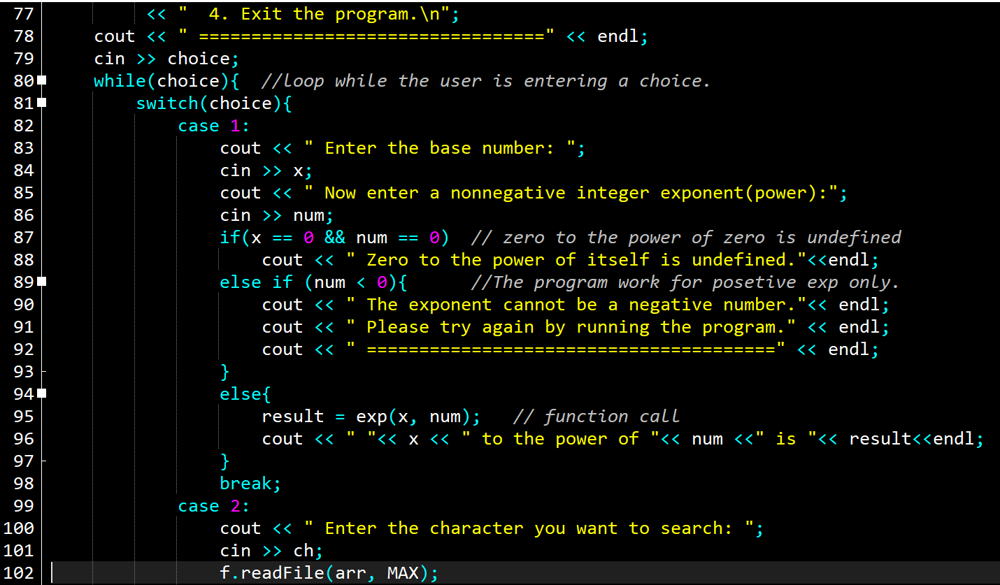 77 << "  4. Exit the program.\n";
78 cout << " =================================" << endl;
79 cin >> choice;
80 while(choice){  //loop while the user is entering a choice.
81 switch(choice){
82 case 1:
83 cout << " Enter the base number: ";
84 cin >> x;
85 cout << " Now enter a nonnegative integer exponent(power):";
86 cin >> num;
87 if(x == 0 && num == 0)  // zero to the power of zero is undefined
88 cout << " Zero to the power of itself is undefined."<<endl;
89 else if (num < 0){      //The program work for posetive exp only.
90 cout << " The exponent cannot be a negative number."<< endl;
91 cout << " Please try again by running the program." << endl;
92 cout << " =======================================" << endl;
93 }
94 else{
95 result = exp(x, num);   // function call
96 cout << " "<< x << " to the power of "<< num <<" is "<< result<<endl;
97 }
98 break;
99 case 2:
100 cout << " Enter the character you want to search: ";
101 cin >> ch;
102 f.readFile(arr, MAX);